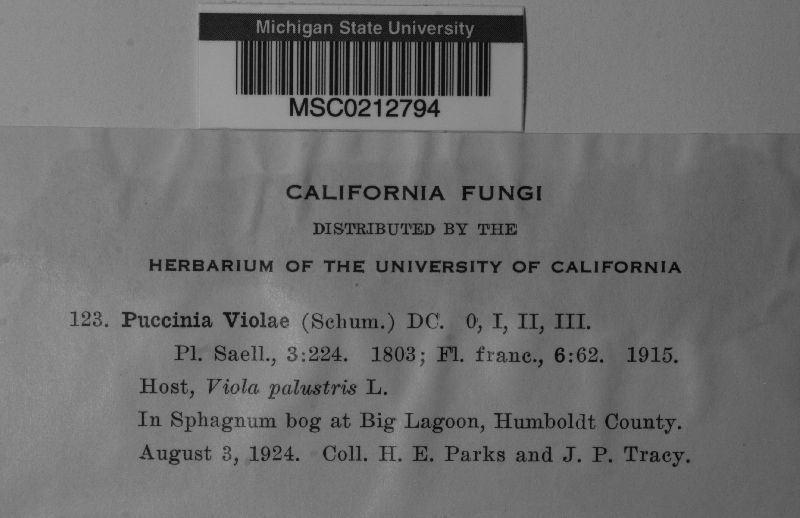 Michigan State University
MSC0212794
CALIFORNIA FUNGI
DISTRIBUTED BY THE
HERBARIUM OF THE UNIVERSITY OF CALIFORNIA
123. Puccinia Violae (Schum.) DC. 0, I, II, III.
Pl. Saell., 3:224. 1803; Fl. franc., 6:62. 1915.
Host, Viola palustris L.
In Sphagnum bog at Big Lagoon, Humboldt County.
August 3, 1924. Coll. H. E. Parks and J. P. Tracy.